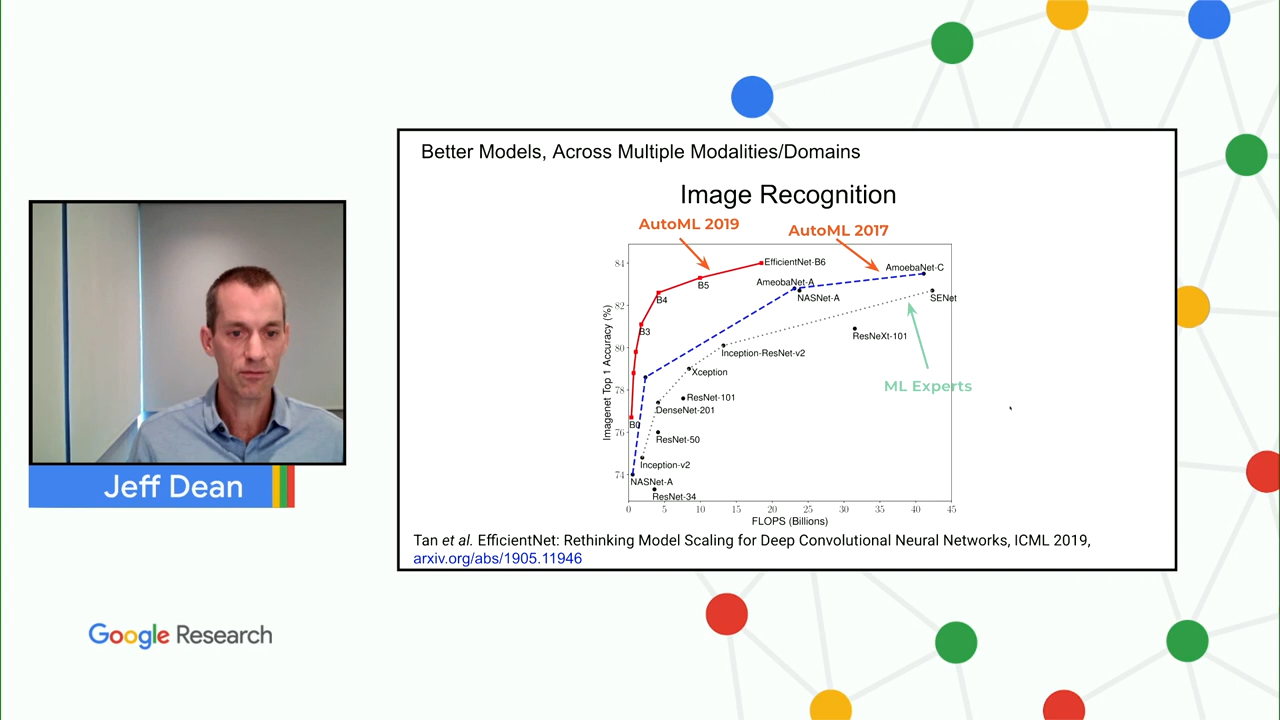 Better Models, Across Multiple Modalities/Domains
Image Recognition
AutoML 2019
AutoML 2017
84
82
80
78
76
74
Imagenet Top 1 Accuracy (%)
EfficientNet-B6
AmoebaNet-C
AmeobaNet-A
B5
NASNet-A
SENet
B4
B3
ResNeXt-101
Inception-ResNet-v2
Xception
ML Experts
ResNet-101
DenseNet-201
B0
ResNet-50
Inception-v2
NASNet-A
ResNet-34
0 5 10 15 20 25 30 35 40 45
FLOPS (Billions)
Tan et al. EfficientNet: Rethinking Model Scaling for Deep Convolutional Neural Networks, ICML 2019,
arxiv.org/abs/1905.11946
Jeff Dean
Google Research